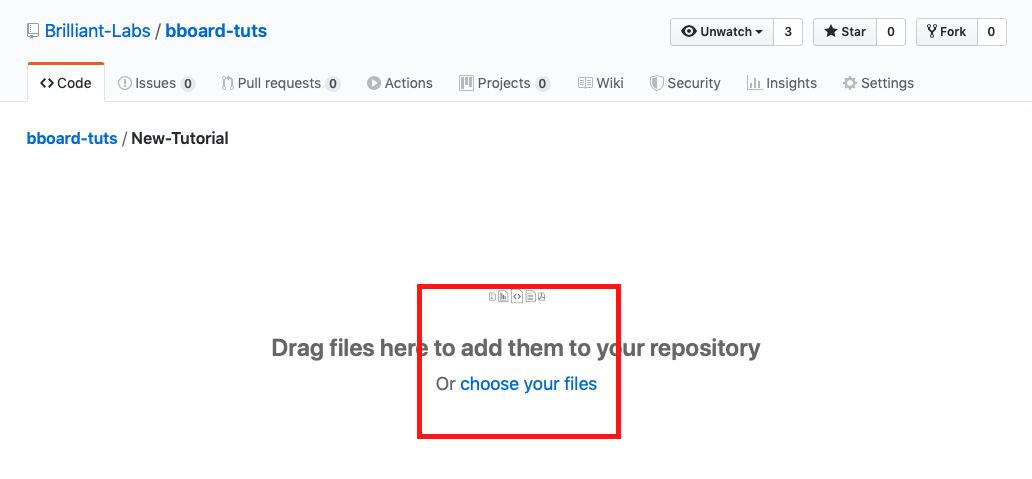 Brilliant-Labs / bboard-tuts
Unwatch 3 Star 0 Fork 0
Code Issues 0 Pull requests 0 Actions Projects 0 Wiki Security Insights Settings
bboard-tuts / New-Tutorial
Drag files here to add them to your repository
Or choose your files